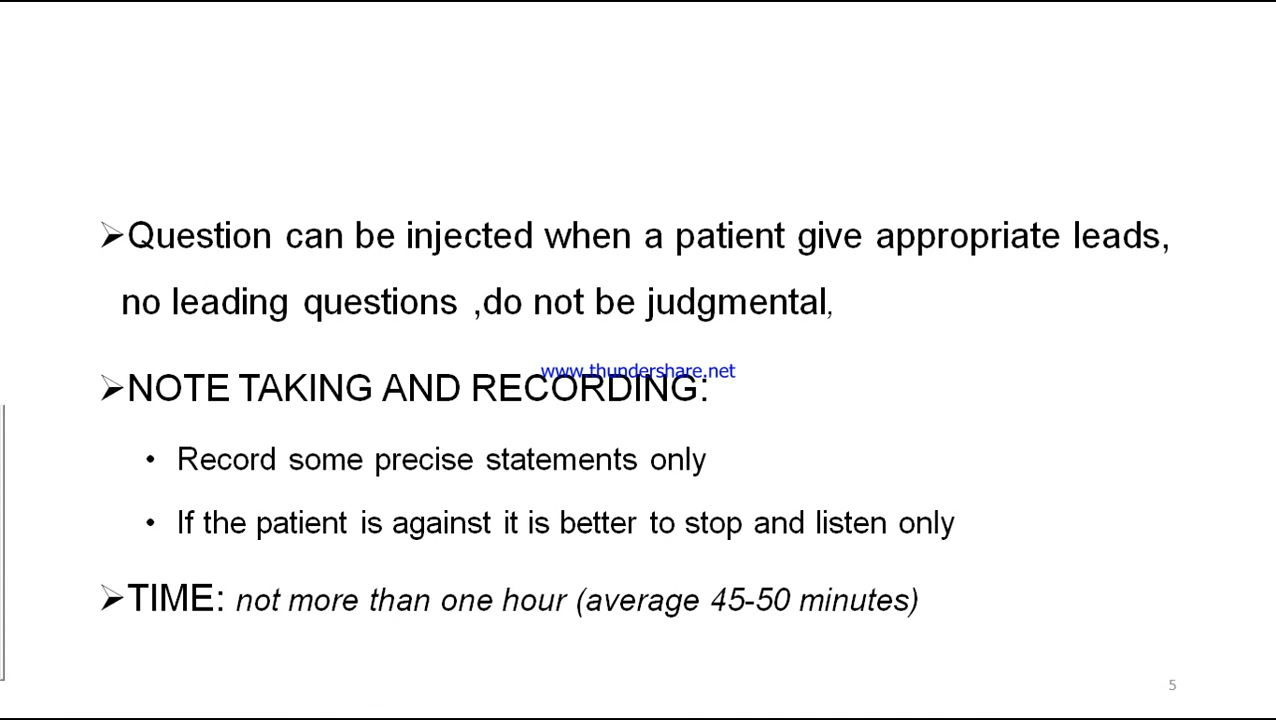 ➢Question can be injected when a patient give appropriate leads,
no leading questions ,do not be judgmental,
www.thundershare.net
➢NOTE TAKING AND RECORDING:
• Record some precise statements only
• If the patient is against it is better to stop and listen only
➢TIME: not more than one hour (average 45-50 minutes)
5